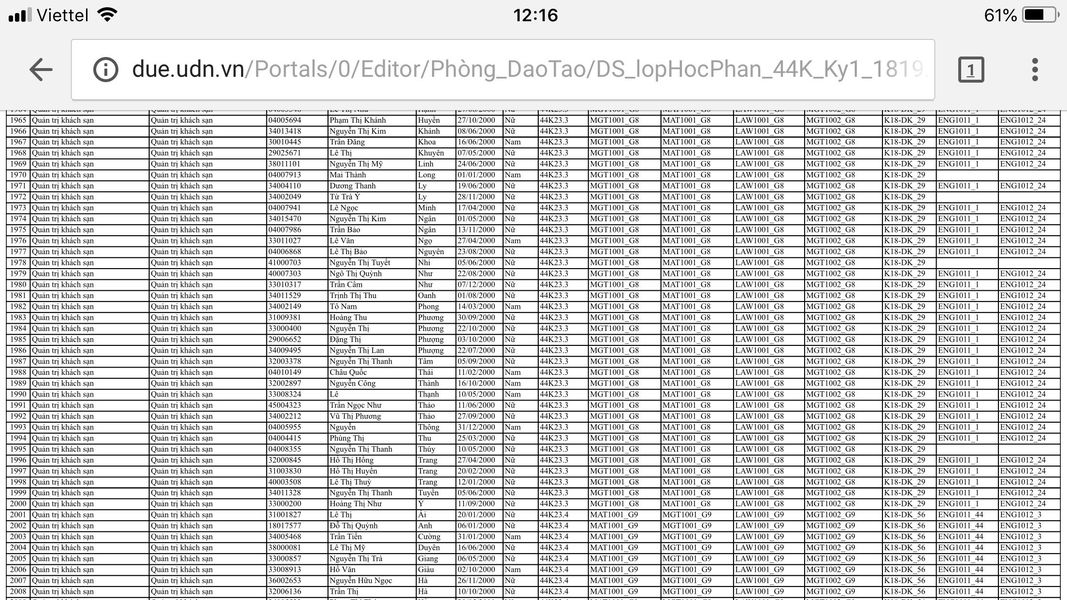 Viettel 12:16 61%
due.udn.vn/Portals/0/Editor/Phòng_DaoTao/DS_lopHocPhan_44K_Ky1_1819. 1
1965 Quản trị khách sạn Quản trị khách sạn 04005694 Phạm Thị Khánh Huyền 27/10/2000 Nữ 44K23.3 MGT1001_G8 MAT1001_G8 LAW1001_G8 MGT1002_G8 K18-DK_29 ENG1011_1 ENG1012_24
1966 Quản trị khách sạn Quản trị khách sạn 34013418 Nguyễn Thị Kim Khánh 08/06/2000 Nữ 44K23.3 MGT1001_G8 MAT1001_G8 LAW1001_G8 MGT1002_G8 K18-DK_29 ENG1011_1 ENG1012_24
1967 Quản trị khách sạn Quản trị khách sạn 30010445 Trần Đăng Khoa 16/06/2000 Nam 44K23.3 MGT1001_G8 MAT1001_G8 LAW1001_G8 MGT1002_G8 K18-DK_29 ENG1011_1 ENG1012_24
1968 Quản trị khách sạn Quản trị khách sạn 29025671 Lê Thị Khuyên 07/05/2000 Nữ 44K23.3 MGT1001_G8 MAT1001_G8 LAW1001_G8 MGT1002_G8 K18-DK_29 ENG1011_1 ENG1012_24
1969 Quản trị khách sạn Quản trị khách sạn 38011101 Nguyễn Thị Mỹ Linh 24/06/2000 Nữ 44K23.3 MGT1001_G8 MAT1001_G8 LAW1001_G8 MGT1002_G8 K18-DK_29 ENG1011_1 ENG1012_24
1970 Quản trị khách sạn Quản trị khách sạn 04007913 Mai Thành Long 01/01/2000 Nam 44K23.3 MGT1001_G8 MAT1001_G8 LAW1001_G8 MGT1002_G8 K18-DK_29
1971 Quản trị khách sạn Quản trị khách sạn 34004110 Dương Thanh Ly 19/06/2000 Nữ 44K23.3 MGT1001_G8 MAT1001_G8 LAW1001_G8 MGT1002_G8 K18-DK_29 ENG1011_1 ENG1012_24
1972 Quản trị khách sạn Quản trị khách sạn 34002049 Từ Trà Ý Ly 28/11/2000 Nữ 44K23.3 MGT1001_G8 MAT1001_G8 LAW1001_G8 MGT1002_G8 K18-DK_29
1973 Quản trị khách sạn Quản trị khách sạn 04007941 Lê Ngọc Minh 17/04/2000 Nữ 44K23.3 MGT1001_G8 MAT1001_G8 LAW1001_G8 MGT1002_G8 K18-DK_29 ENG1011_1 ENG1012_24
1974 Quản trị khách sạn Quản trị khách sạn 34015470 Nguyễn Thị Kim Ngân 01/05/2000 Nữ 44K23.3 MGT1001_G8 MAT1001_G8 LAW1001_G8 MGT1002_G8 K18-DK_29 ENG1011_1 ENG1012_24
1975 Quản trị khách sạn Quản trị khách sạn 04007986 Trần Bảo Ngân 13/11/2000 Nữ 44K23.3 MGT1001_G8 MAT1001_G8 LAW1001_G8 MGT1002_G8 K18-DK_29 ENG1011_1 ENG1012_24
1976 Quản trị khách sạn Quản trị khách sạn 33011027 Lê Văn Ngọ 27/04/2000 Nam 44K23.3 MGT1001_G8 MAT1001_G8 LAW1001_G8 MGT1002_G8 K18-DK_29 ENG1011_1 ENG1012_24
1977 Quản trị khách sạn Quản trị khách sạn 04006868 Lê Thị Bảo Nguyên 23/08/2000 Nữ 44K23.3 MGT1001_G8 MAT1001_G8 LAW1001_G8 MGT1002_G8 K18-DK_29 ENG1011_1 ENG1012_24
1978 Quản trị khách sạn Quản trị khách sạn 41000703 Nguyễn Thị Tuyết Nhi 05/06/2000 Nữ 44K23.3 MGT1001_G8 MAT1001_G8 LAW1001_G8 MGT1002_G8 K18-DK_29
1979 Quản trị khách sạn Quản trị khách sạn 40007303 Ngô Thị Quỳnh Như 22/08/2000 Nữ 44K23.3 MGT1001_G8 MAT1001_G8 LAW1001_G8 MGT1002_G8 K18-DK_29 ENG1011_1 ENG1012_24
1980 Quản trị khách sạn Quản trị khách sạn 33010317 Trần Cẩm Như 07/12/2000 Nữ 44K23.3 MGT1001_G8 MAT1001_G8 LAW1001_G8 MGT1002_G8 K18-DK_29 ENG1011_1 ENG1012_24
1981 Quản trị khách sạn Quản trị khách sạn 34011529 Trịnh Thị Thu Oanh 01/08/2000 Nữ 44K23.3 MGT1001_G8 MAT1001_G8 LAW1001_G8 MGT1002_G8 K18-DK_29 ENG1011_1 ENG1012_24
1982 Quản trị khách sạn Quản trị khách sạn 34002149 Tô Nam Phong 14/03/2000 Nam 44K23.3 MGT1001_G8 MAT1001_G8 LAW1001_G8 MGT1002_G8 K18-DK_29 ENG1011_1 ENG1012_24
1983 Quản trị khách sạn Quản trị khách sạn 31009381 Hoàng Thu Phương 30/09/2000 Nữ 44K23.3 MGT1001_G8 MAT1001_G8 LAW1001_G8 MGT1002_G8 K18-DK_29 ENG1011_1 ENG1012_24
1984 Quản trị khách sạn Quản trị khách sạn 33000400 Nguyễn Thị Phương 22/10/2000 Nữ 44K23.3 MGT1001_G8 MAT1001_G8 LAW1001_G8 MGT1002_G8 K18-DK_29 ENG1011_1 ENG1012_24
1985 Quản trị khách sạn Quản trị khách sạn 29006652 Đặng Thị Phượng 03/10/2000 Nữ 44K23.3 MGT1001_G8 MAT1001_G8 LAW1001_G8 MGT1002_G8 K18-DK_29 ENG1011_1 ENG1012_24
1986 Quản trị khách sạn Quản trị khách sạn 34009495 Nguyễn Thị Lan Phượng 22/07/2000 Nữ 44K23.3 MGT1001_G8 MAT1001_G8 LAW1001_G8 MGT1002_G8 K18-DK_29 ENG1011_1 ENG1012_24
1987 Quản trị khách sạn Quản trị khách sạn 32003378 Nguyễn Thị Thanh Tâm 05/09/2000 Nữ 44K23.3 MGT1001_G8 MAT1001_G8 LAW1001_G8 MGT1002_G8 K18-DK_29 ENG1011_1 ENG1012_24
1988 Quản trị khách sạn Quản trị khách sạn 04010149 Châu Quốc Thái 11/02/2000 Nam 44K23.3 MGT1001_G8 MAT1001_G8 LAW1001_G8 MGT1002_G8 K18-DK_29 ENG1011_1 ENG1012_24
1989 Quản trị khách sạn Quản trị khách sạn 32002897 Nguyễn Công Thành 16/10/2000 Nam 44K23.3 MGT1001_G8 MAT1001_G8 LAW1001_G8 MGT1002_G8 K18-DK_29 ENG1011_1 ENG1012_24
1990 Quản trị khách sạn Quản trị khách sạn 33008324 Lê Thạnh 10/05/2000 Nam 44K23.3 MGT1001_G8 MAT1001_G8 LAW1001_G8 MGT1002_G8 K18-DK_29 ENG1011_1 ENG1012_24
1991 Quản trị khách sạn Quản trị khách sạn 45004323 Trần Ngọc Như Thảo 11/06/2000 Nữ 44K23.3 MGT1001_G8 MAT1001_G8 LAW1001_G8 MGT1002_G8 K18-DK_29 ENG1011_1 ENG1012_24
1992 Quản trị khách sạn Quản trị khách sạn 34002212 Vũ Thị Phương Thảo 27/09/2000 Nữ 44K23.3 MGT1001_G8 MAT1001_G8 LAW1001_G8 MGT1002_G8 K18-DK_29 ENG1011_1 ENG1012_24
1993 Quản trị khách sạn Quản trị khách sạn 04005955 Nguyễn Thông 31/12/2000 Nam 44K23.3 MGT1001_G8 MAT1001_G8 LAW1001_G8 MGT1002_G8 K18-DK_29 ENG1011_1 ENG1012_24
1994 Quản trị khách sạn Quản trị khách sạn 04004415 Phùng Thị Thu 25/03/2000 Nữ 44K23.3 MGT1001_G8 MAT1001_G8 LAW1001_G8 MGT1002_G8 K18-DK_29 ENG1011_1 ENG1012_24
1995 Quản trị khách sạn Quản trị khách sạn 04008355 Nguyễn Thị Thanh Thủy 10/05/2000 Nữ 44K23.3 MGT1001_G8 MAT1001_G8 LAW1001_G8 MGT1002_G8 K18-DK_29
1996 Quản trị khách sạn Quản trị khách sạn 32000845 Hồ Thị Hồng Trang 27/04/2000 Nữ 44K23.3 MGT1001_G8 MAT1001_G8 LAW1001_G8 MGT1002_G8 K18-DK_29 ENG1011_1 ENG1012_24
1997 Quản trị khách sạn Quản trị khách sạn 31003830 Hồ Thị Huyền Trang 20/02/2000 Nữ 44K23.3 MGT1001_G8 MAT1001_G8 LAW1001_G8 MGT1002_G8 K18-DK_29 ENG1011_1 ENG1012_24
1998 Quản trị khách sạn Quản trị khách sạn 40003508 Lê Thị Thuỳ Trang 12/01/2000 Nữ 44K23.3 MGT1001_G8 MAT1001_G8 LAW1001_G8 MGT1002_G8 K18-DK_29 ENG1011_1 ENG1012_24
1999 Quản trị khách sạn Quản trị khách sạn 34011328 Nguyễn Thị Thanh Tuyền 05/06/2000 Nữ 44K23.3 MGT1001_G8 MAT1001_G8 LAW1001_G8 MGT1002_G8 K18-DK_29 ENG1011_1 ENG1012_24
2000 Quản trị khách sạn Quản trị khách sạn 33000200 Hoàng Thị Như Ý 11/09/2000 Nữ 44K23.3 MGT1001_G8 MAT1001_G8 LAW1001_G8 MGT1002_G8 K18-DK_29 ENG1011_1 ENG1012_24
2001 Quản trị khách sạn Quản trị khách sạn 31001827 Lê Thị Ái 20/01/2000 Nữ 44K23.4 MAT1001_G9 MGT1001_G9 LAW1001_G9 MGT1002_G9 K18-DK_56 ENG1011_44 ENG1012_3
2002 Quản trị khách sạn Quản trị khách sạn 18017577 Đỗ Thị Quỳnh Anh 06/01/2000 Nữ 44K23.4 MAT1001_G9 MGT1001_G9 LAW1001_G9 MGT1002_G9 K18-DK_56 ENG1011_44 ENG1012_3
2003 Quản trị khách sạn Quản trị khách sạn 34005468 Trần Tiến Cường 31/01/2000 Nam 44K23.4 MAT1001_G9 MGT1001_G9 LAW1001_G9 MGT1002_G9 K18-DK_56 ENG1011_44 ENG1012_3
2004 Quản trị khách sạn Quản trị khách sạn 38000081 Lê Thị Mỹ Duyên 16/06/2000 Nữ 44K23.4 MAT1001_G9 MGT1001_G9 LAW1001_G9 MGT1002_G9 K18-DK_56 ENG1011_44 ENG1012_3
2005 Quản trị khách sạn Quản trị khách sạn 33000857 Nguyễn Thị Trà Giang 06/05/2000 Nữ 44K23.4 MAT1001_G9 MGT1001_G9 LAW1001_G9 MGT1002_G9 K18-DK_56 ENG1011_44 ENG1012_3
2006 Quản trị khách sạn Quản trị khách sạn 33008913 Hồ Văn Giàu 02/10/2000 Nam 44K23.4 MAT1001_G9 MGT1001_G9 LAW1001_G9 MGT1002_G9 K18-DK_56 ENG1011_44 ENG1012_3
2007 Quản trị khách sạn Quản trị khách sạn 36002653 Nguyễn Hữu Ngọc Hà 26/11/2000 Nữ 44K23.4 MAT1001_G9 MGT1001_G9 LAW1001_G9 MGT1002_G9 K18-DK_56 ENG1011_44 ENG1012_3
2008 Quản trị khách sạn Quản trị khách sạn 32006136 Trần Thị Hà 10/10/2000 Nữ 44K23.4 MAT1001_G9 MGT1001_G9 LAW1001_G9 MGT1002_G9 K18-DK_56 ENG1011_44 ENG1012_3